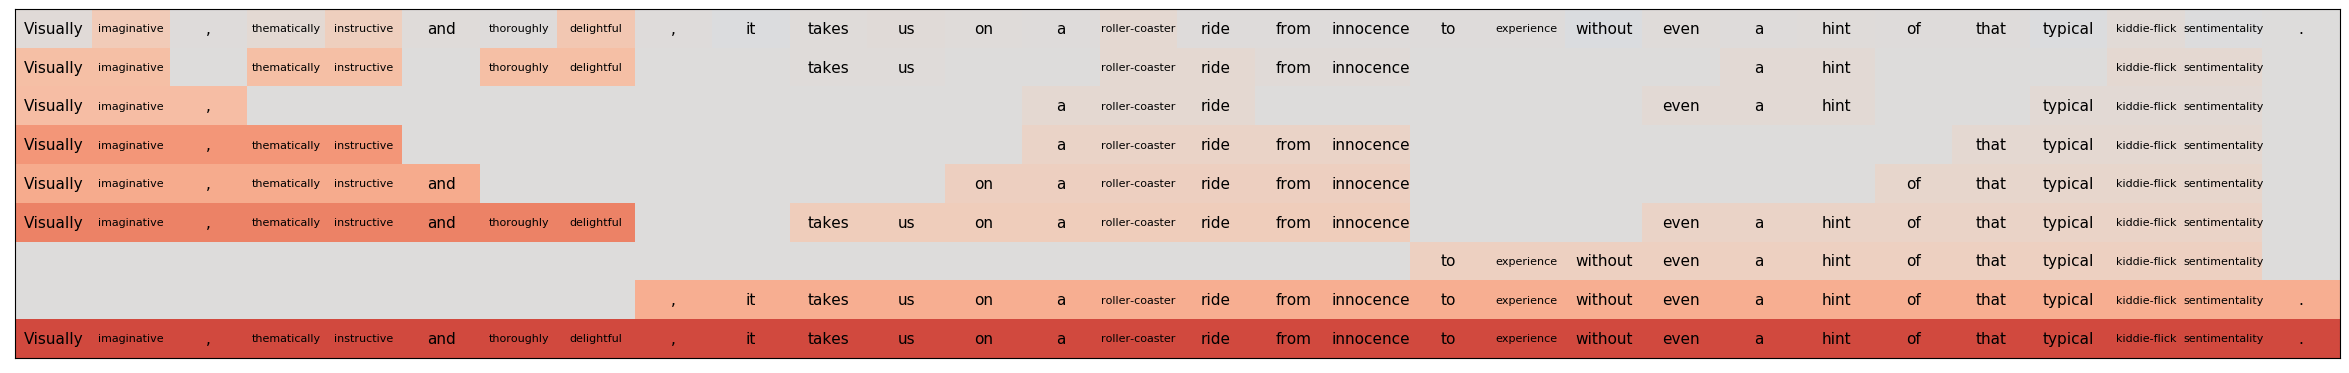 Visually imaginative , thematically instructive and thoroughly delightful , it takes us on a roller-coaster ride from innocence to experience without even a hint of that typical kiddie-flick sentimentality .
Visually imaginative thematically instructive thoroughly delightful takes us roller-coaster ride from innocence a hint kiddie-flick sentimentality
Visually imaginative , a roller-coaster ride even a hint typical kiddie-flick sentimentality
Visually imaginative , thematically instructive a roller-coaster ride from innocence that typical kiddie-flick sentimentality
Visually imaginative , thematically instructive and on a roller-coaster ride from innocence of that typical kiddie-flick sentimentality
Visually imaginative , thematically instructive and thoroughly delightful takes us on a roller-coaster ride from innocence even a hint of that typical kiddie-flick sentimentality
to experience without even a hint of that typical kiddie-flick sentimentality
, it takes us on a roller-coaster ride from innocence to experience without even a hint of that typical kiddie-flick sentimentality .
Visually imaginative , thematically instructive and thoroughly delightful , it takes us on a roller-coaster ride from innocence to experience without even a hint of that typical kiddie-flick sentimentality .